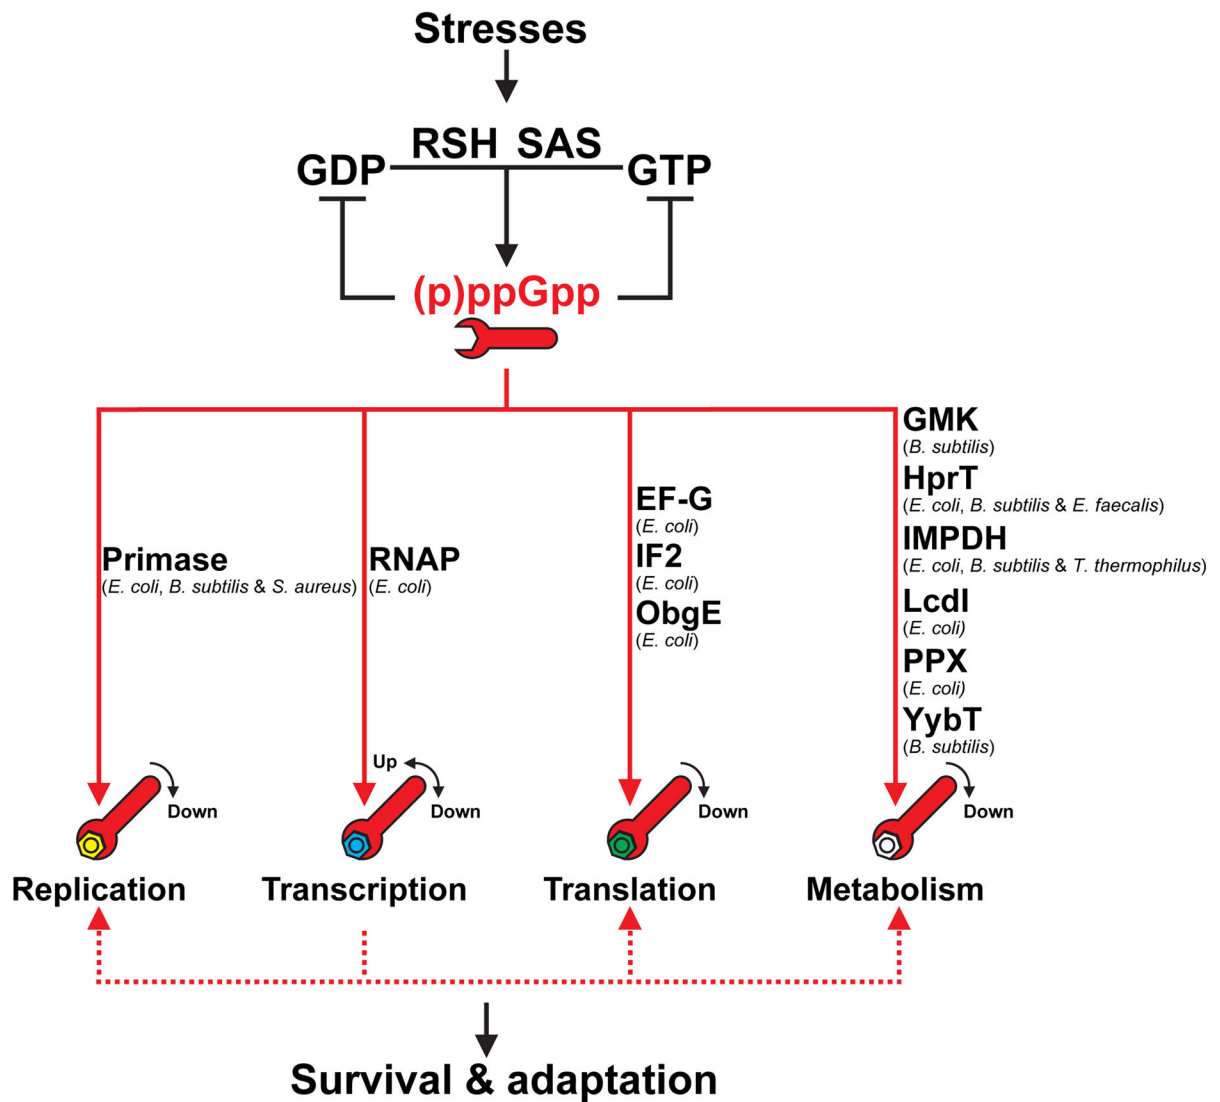 Stresses
RSH SAS
GDP
GTP
(p)ppGpp
Primase
(E. coli, B. subtilis & S. aureus)
RNAP
(E. coli)
EF-G
(E. coli)
IF2
(E. coli)
ObgE
(E. coli)
GMK
(B. subtilis)
HprT
(E. coli, B. subtilis & E. faecalis)
IMPDH
(E. coli, B. subtilis & T. thermophilus)
LcdI
(E. coli)
PPX
(E. coli)
YybT
(B. subtilis)
Down
Up
Down
Down
Down
Replication
Transcription
Translation
Metabolism
Survival & adaptation